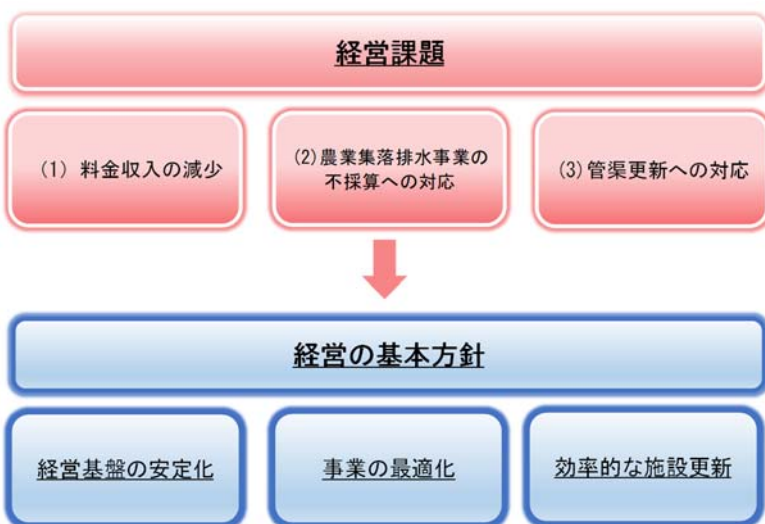 経営課題
(1) 料金収入の減少
(2)農業集落排水事業の
不採算への対応
(3)管渠更新への対応
経営の基本方針
経営基盤の安定化
事業の最適化
効率的な施設更新